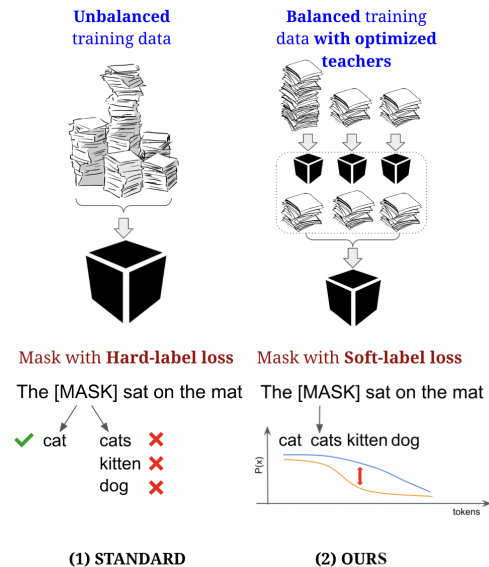 Unbalanced
training data
Balanced training
data with optimized
teachers
Mask with Hard-label loss
The [MASK] sat on the mat
cat
cats
kitten
dog
Mask with Soft-label loss
The [MASK] sat on the mat
cat cats kitten dog
P(x)
tokens
(1) STANDARD
(2) OURS